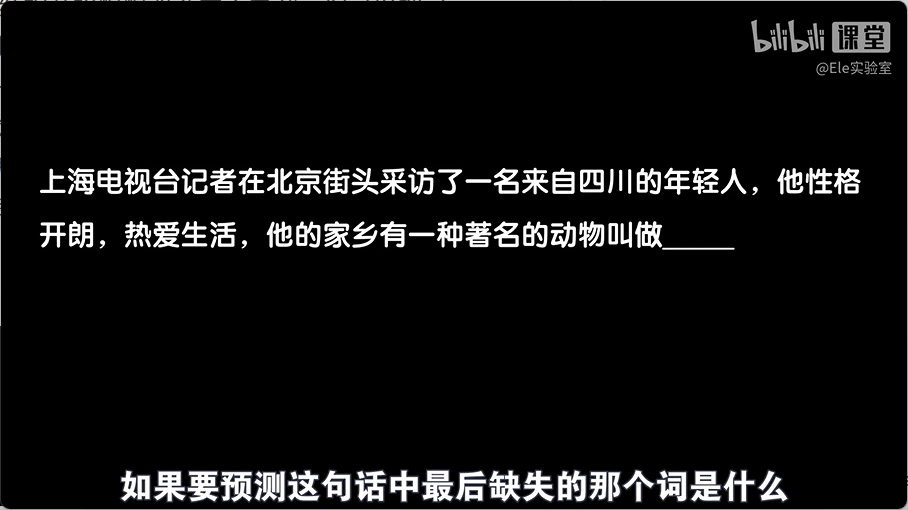 bilibili 课堂
@Ele实验室
上海电视台记者在北京街头采访了一名来自四川的年轻人，他性格
开朗，热爱生活，他的家乡有一种著名的动物叫做_____
如果要预测这句话中最后缺失的那个词是什么